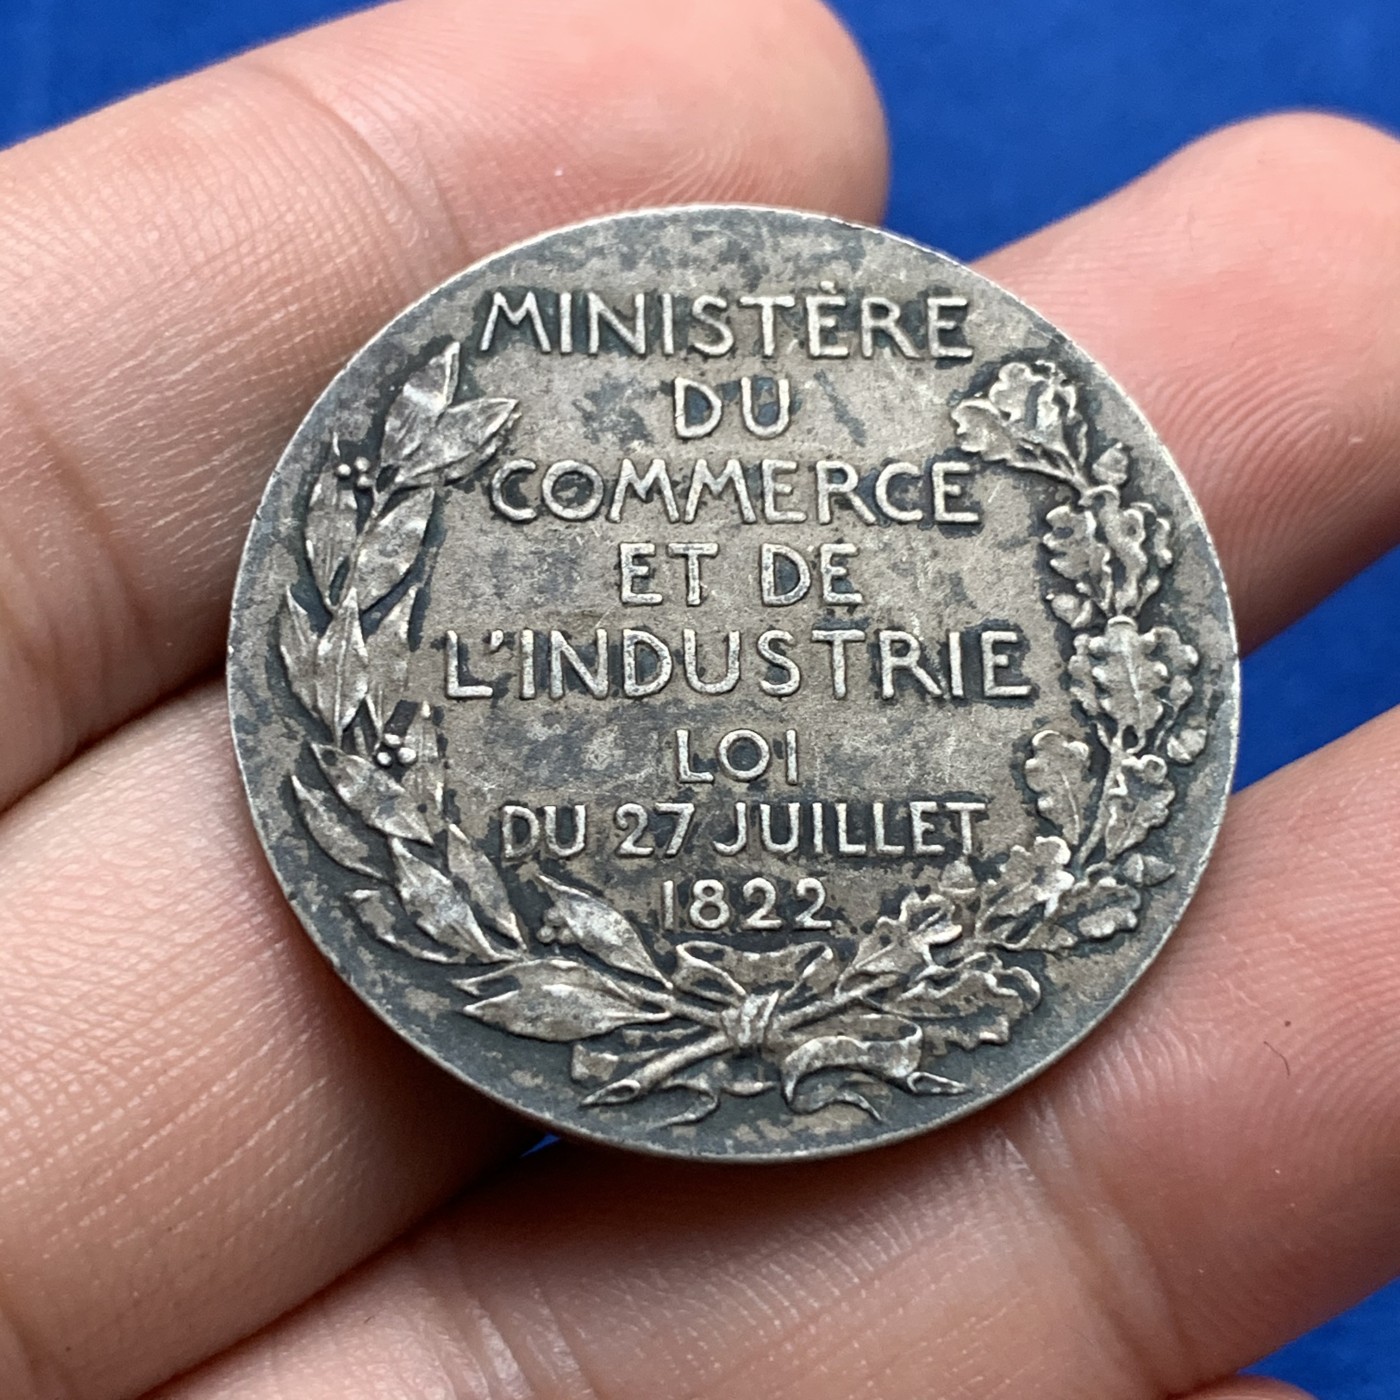 MINISTÈRE
DU
COMMERCE
ET DE
L'INDUSTRIE
LOI
DU 27 JUILLET
1822